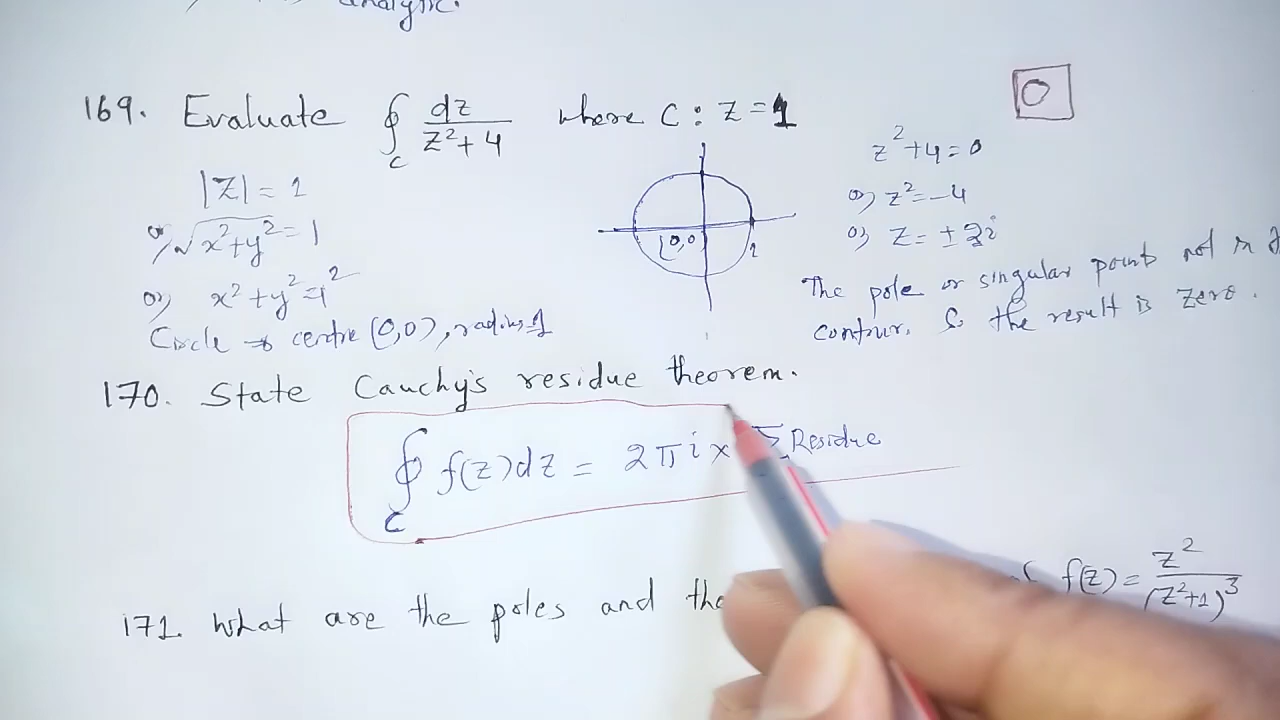 analytic.
169. Evaluate ∮_C dz/(z²+4) where C: z = 1
0
|Z| = 1
or, √(x²+y²) = 1
or, x²+y² = 1²
Circle → centre (0,0), radius 1
(0,0)
1
z²+4=0
or, z² = -4
or, z = ±2i
The pole or singular points not in
contour. So the result is zero.
170. State Cauchy's residue theorem.
∮_C f(z)dz = 2πi × Σ Residue
171. What are the poles and the f(z) = z²/(z²+1)³